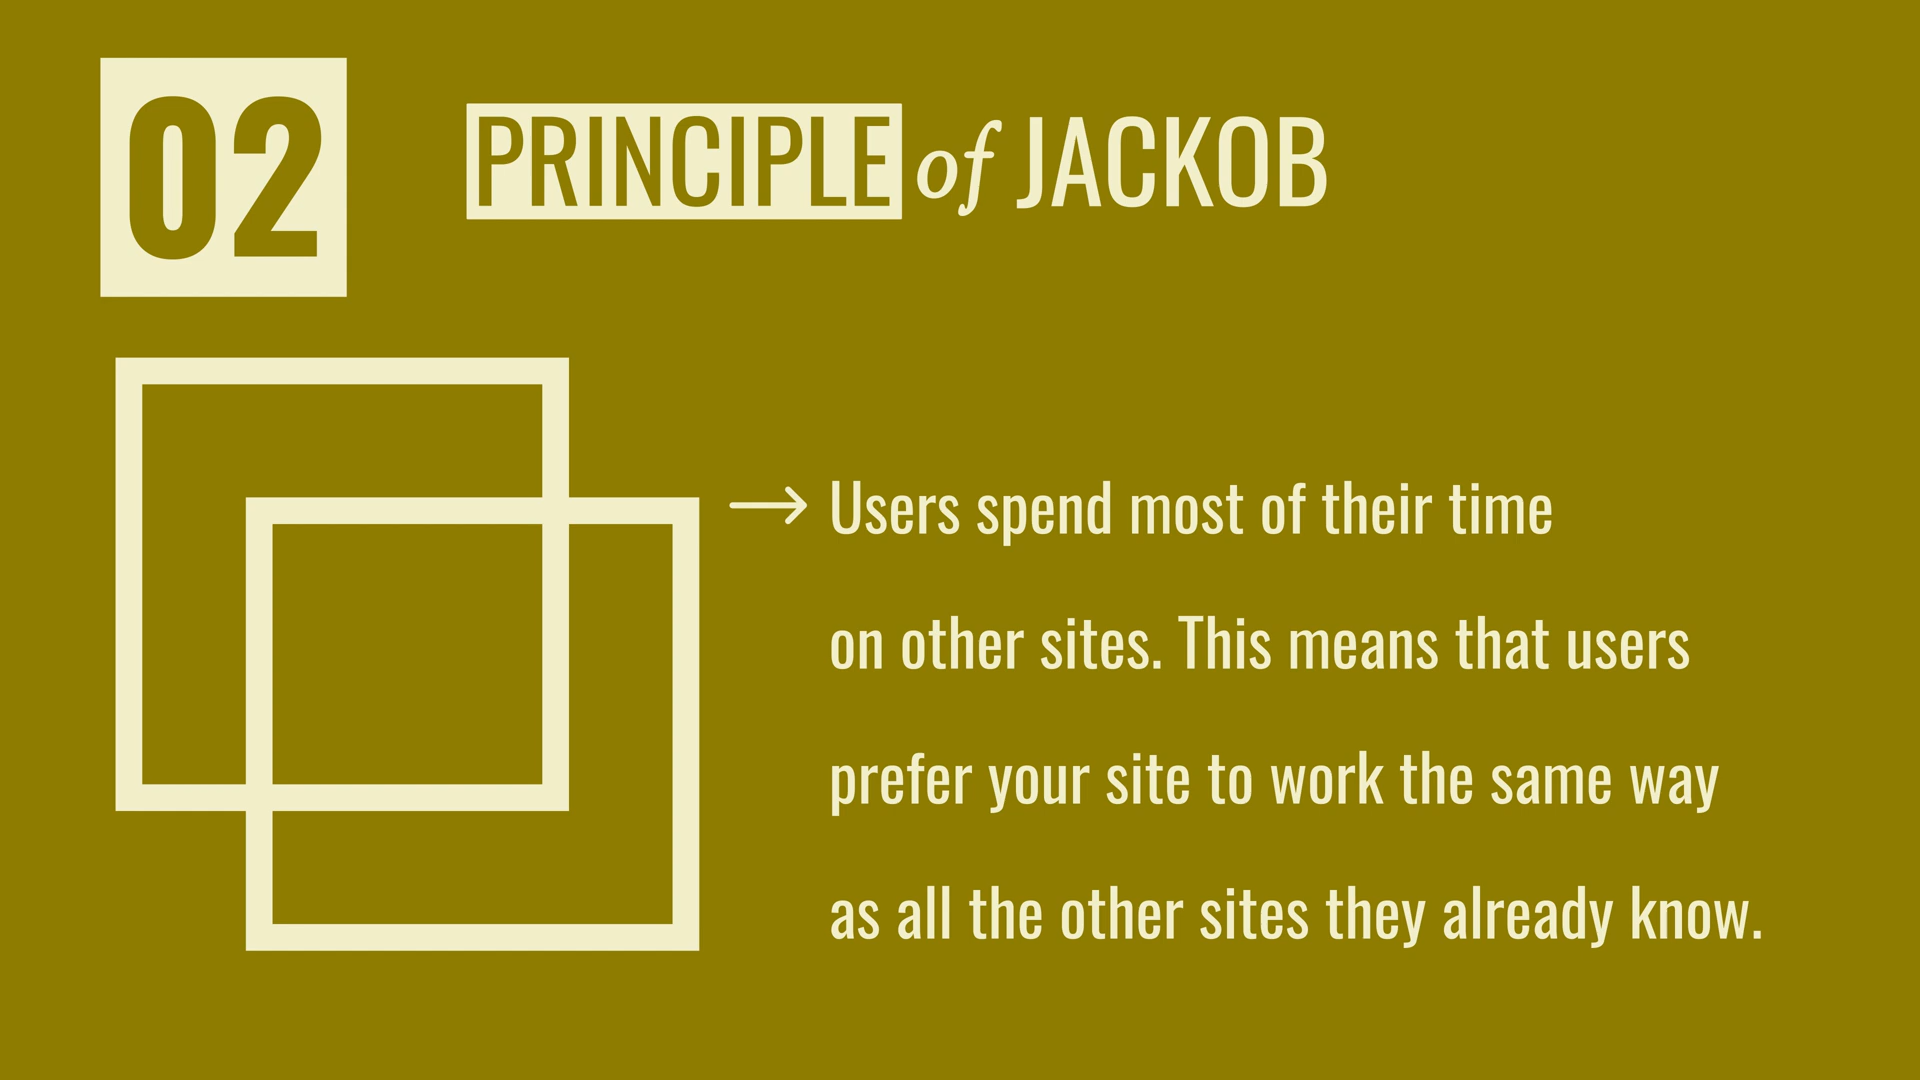 02
PRINCIPLE of JACKOB
Users spend most of their time
on other sites. This means that users
prefer your site to work the same way
as all the other sites they already know.